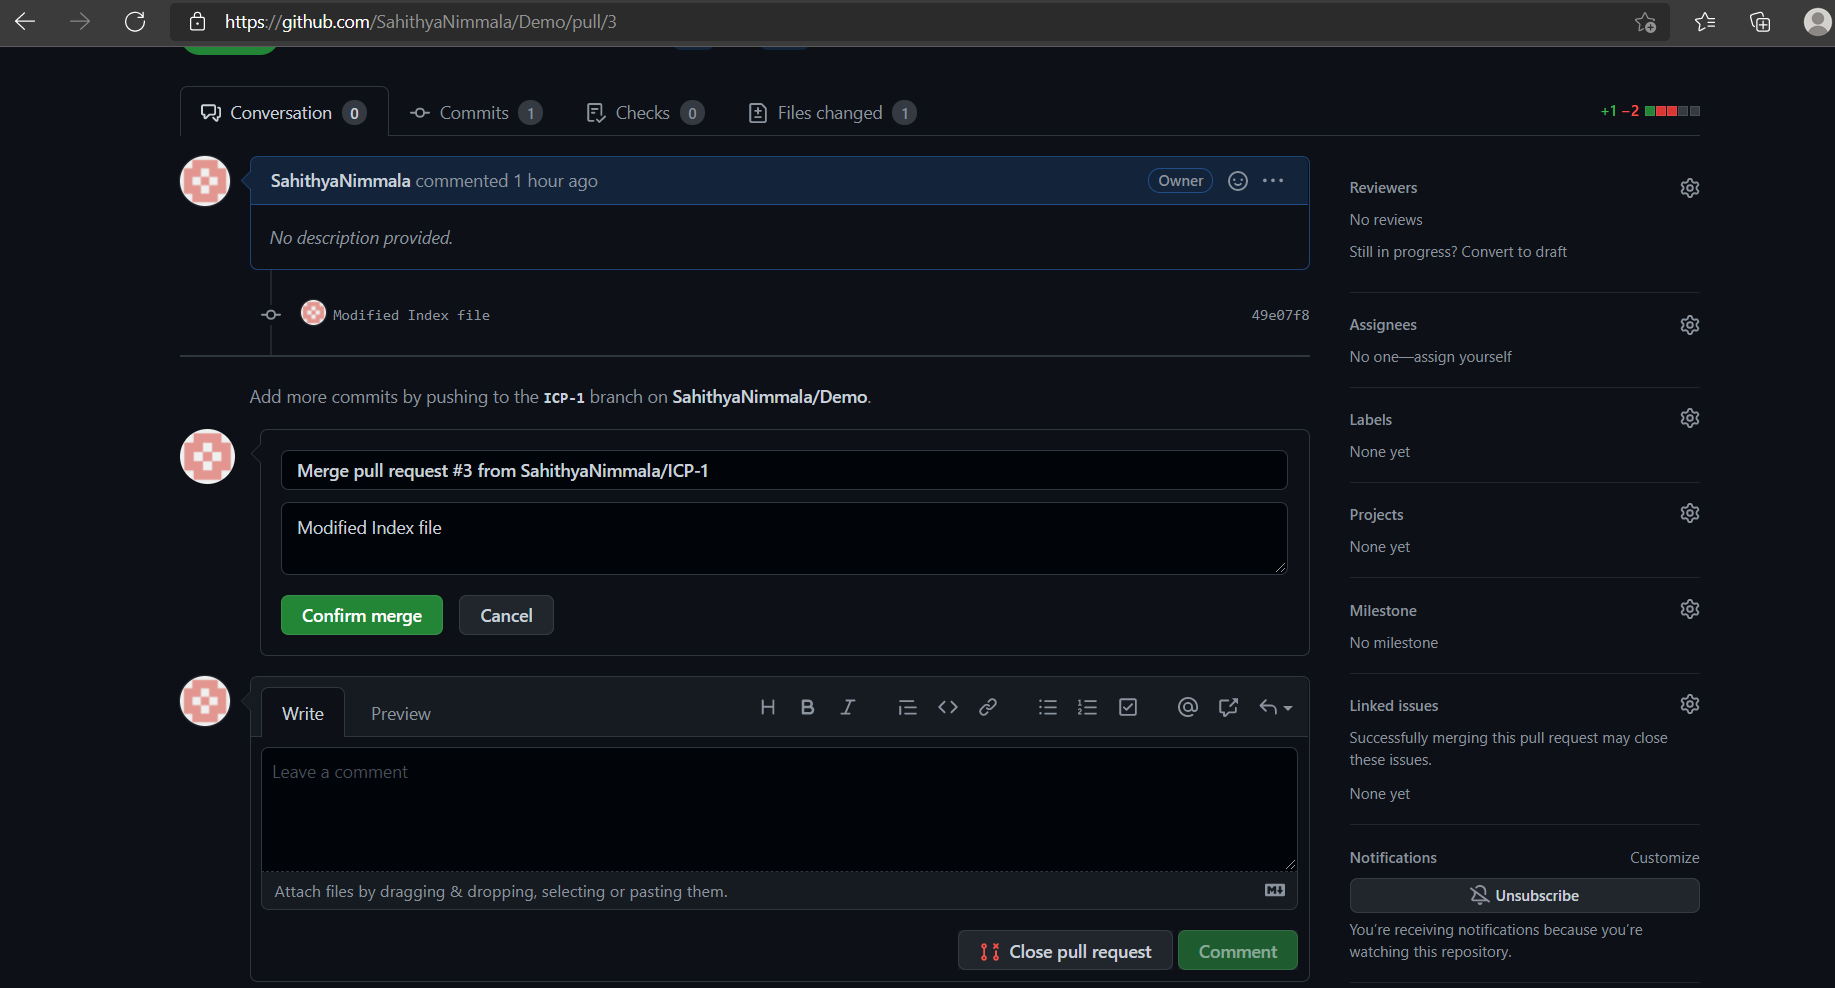 https://github.com/SahithyaNimmala/Demo/pull/3
Conversation 0
Commits 1
Checks 0
Files changed 1
+1 −2
SahithyaNimmala commented 1 hour ago
Owner
No description provided.
Modified Index file
49e07f8
Add more commits by pushing to the ICP-1 branch on SahithyaNimmala/Demo.
Merge pull request #3 from SahithyaNimmala/ICP-1
Modified Index file
Confirm merge
Cancel
Write
Preview
Leave a comment
Attach files by dragging & dropping, selecting or pasting them.
Close pull request
Comment
Reviewers
No reviews
Still in progress? Convert to draft
Assignees
No one—assign yourself
Labels
None yet
Projects
None yet
Milestone
No milestone
Linked issues
Successfully merging this pull request may close
these issues.
None yet
Notifications
Customize
Unsubscribe
You’re receiving notifications because you’re
watching this repository.